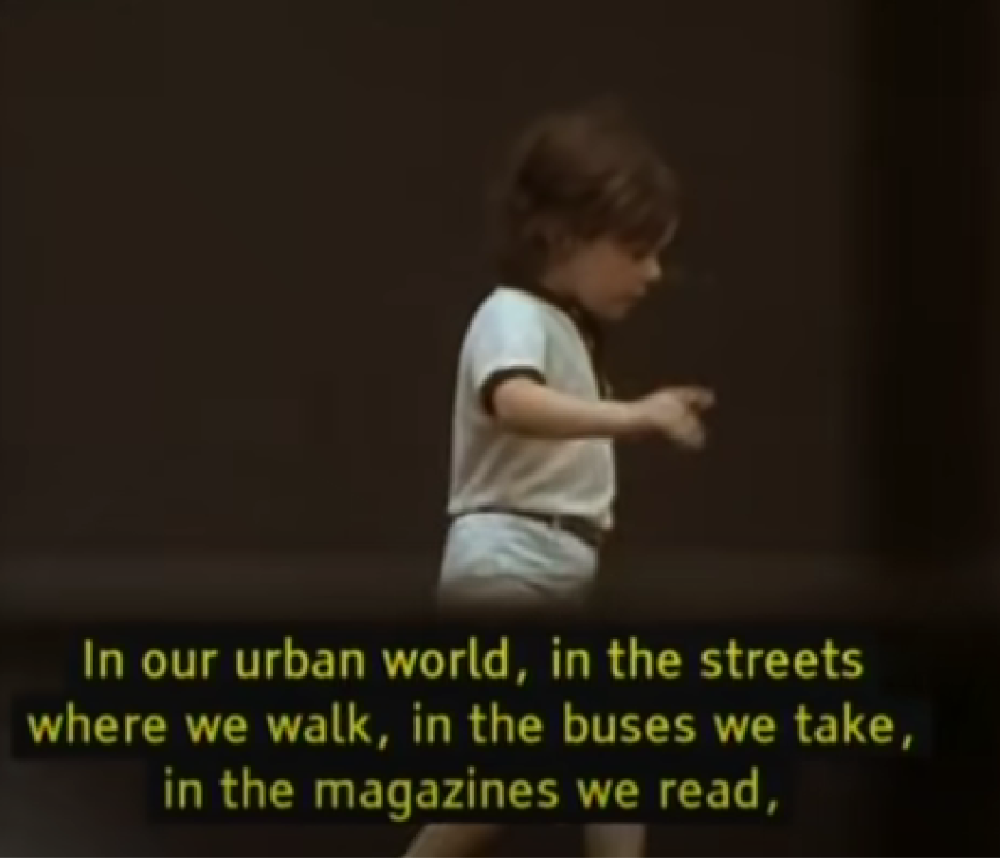 In our urban world, in the streets
where we walk, in the buses we take,
in the magazines we read,